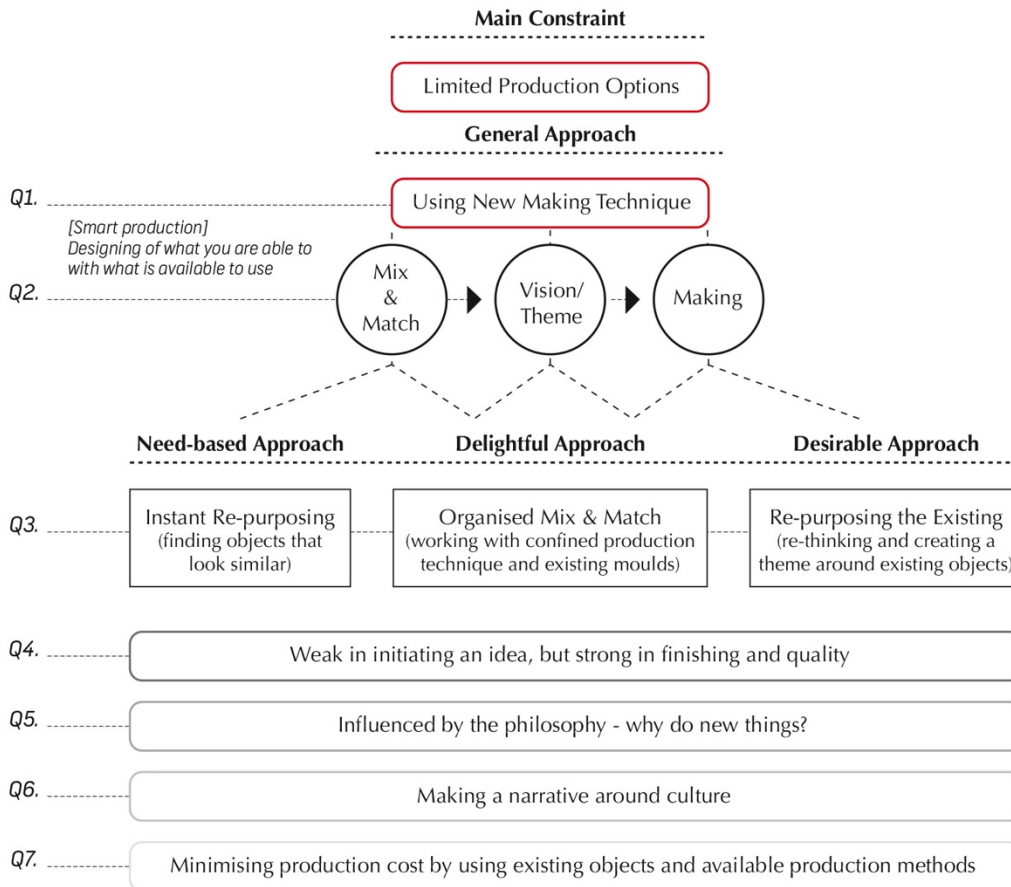 Main Constraint
Limited Production Options
General Approach
Q1.
Using New Making Technique
[Smart production]
Designing of what you are able to
with what is available to use
Q2.
Mix
&
Match
Vision/
Theme
Making
Need-based Approach
Delightful Approach
Desirable Approach
Q3.
Instant Re-purposing
(finding objects that
look similar)
Organised Mix & Match
(working with confined production
technique and existing moulds)
Re-purposing the Existing
(re-thinking and creating a
theme around existing objects)
Q4.
Weak in initiating an idea, but strong in finishing and quality
Q5.
Influenced by the philosophy - why do new things?
Q6.
Making a narrative around culture
Q7.
Minimising production cost by using existing objects and available production methods